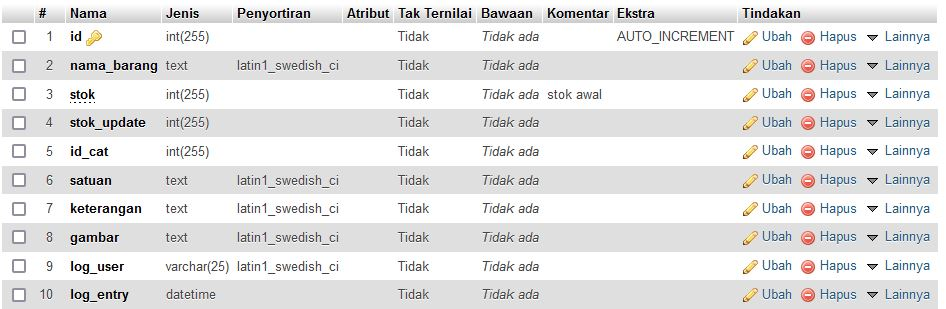 # Nama Jenis Penyortiran Atribut Tak Ternilai Bawaan Komentar Ekstra Tindakan
1 id int(255) Tidak Tidak ada AUTO_INCREMENT Ubah Hapus Lainnya
2 nama_barang text latin1_swedish_ci Tidak Tidak ada Ubah Hapus Lainnya
3 stok int(255) Tidak Tidak ada stok awal Ubah Hapus Lainnya
4 stok_update int(255) Tidak Tidak ada Ubah Hapus Lainnya
5 id_cat int(255) Tidak Tidak ada Ubah Hapus Lainnya
6 satuan text latin1_swedish_ci Tidak Tidak ada Ubah Hapus Lainnya
7 keterangan text latin1_swedish_ci Tidak Tidak ada Ubah Hapus Lainnya
8 gambar text latin1_swedish_ci Tidak Tidak ada Ubah Hapus Lainnya
9 log_user varchar(25) latin1_swedish_ci Tidak Tidak ada Ubah Hapus Lainnya
10 log_entry datetime Tidak Tidak ada Ubah Hapus Lainnya